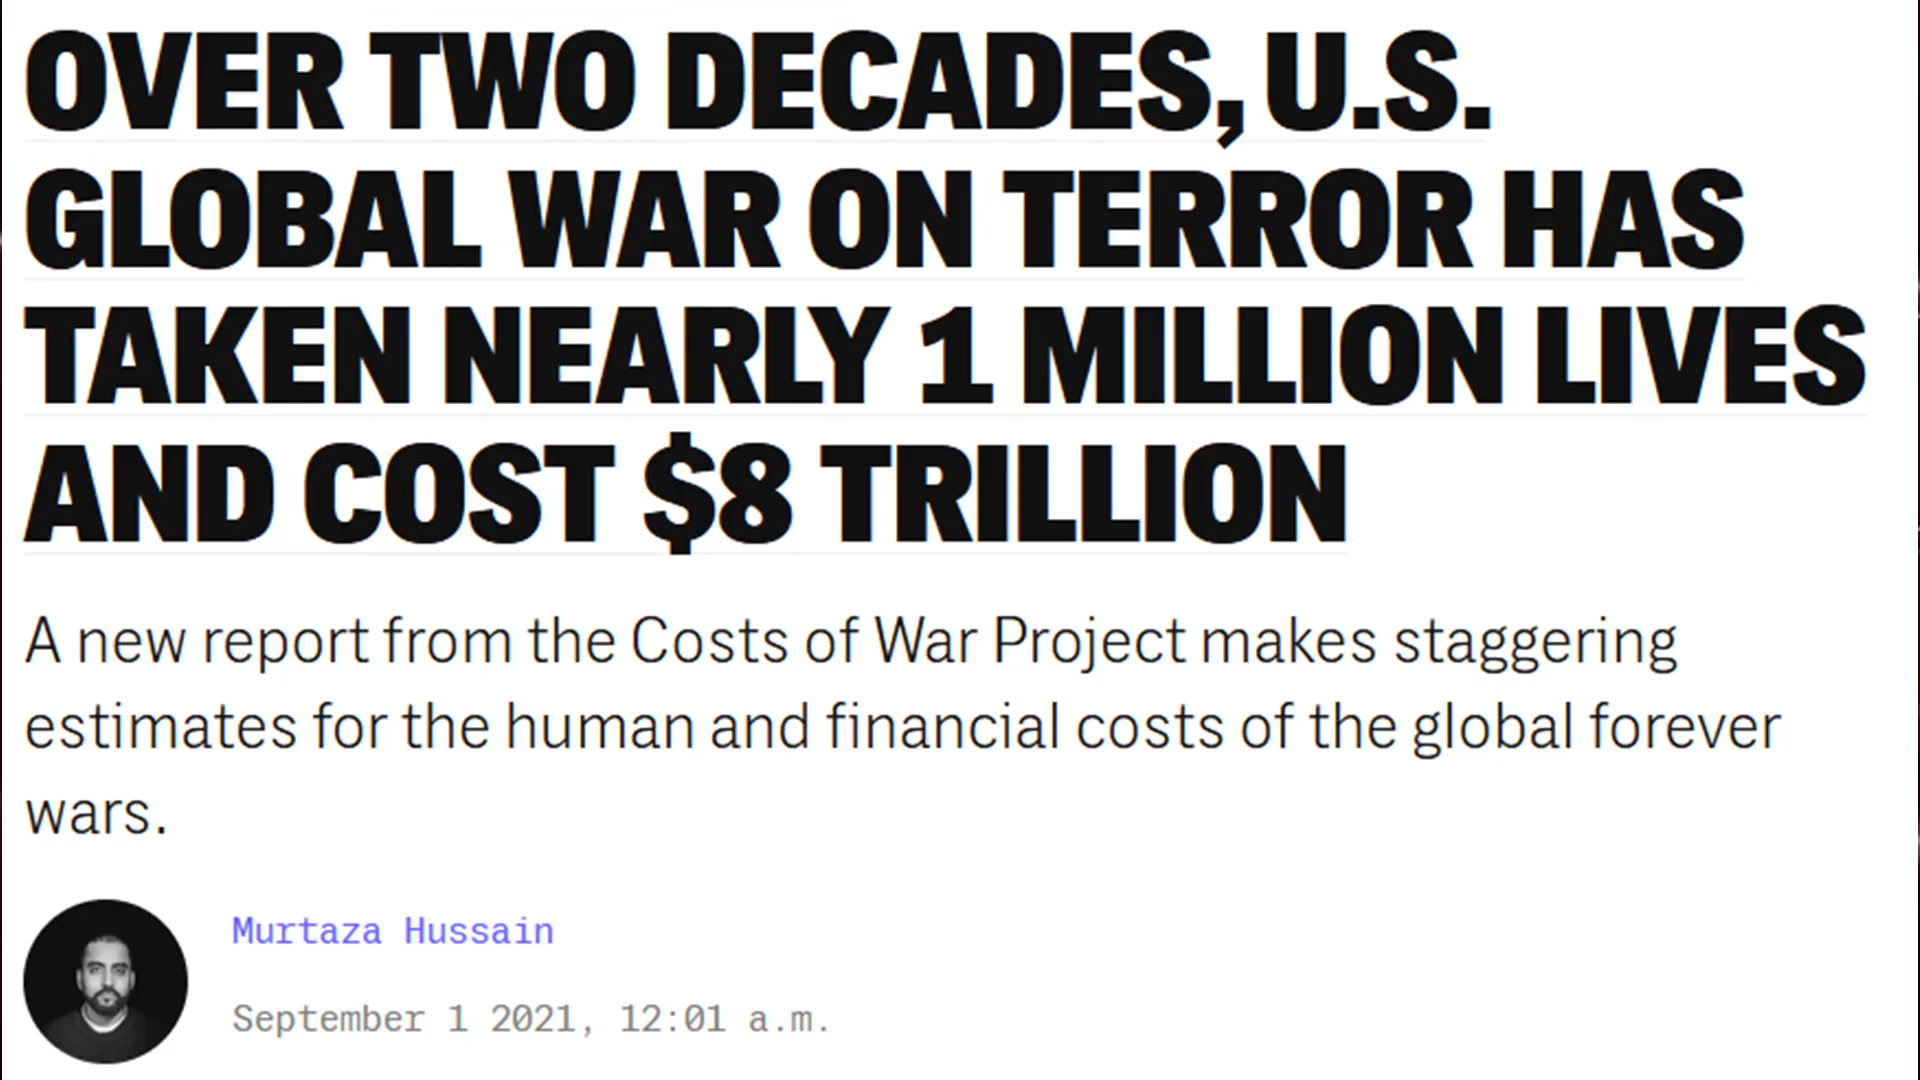 OVER TWO DECADES, U.S.
GLOBAL WAR ON TERROR HAS
TAKEN NEARLY 1 MILLION LIVES
AND COST $8 TRILLION
A new report from the Costs of War Project makes staggering
estimates for the human and financial costs of the global forever
wars.
Murtaza Hussain
September 1 2021, 12:01 a.m.